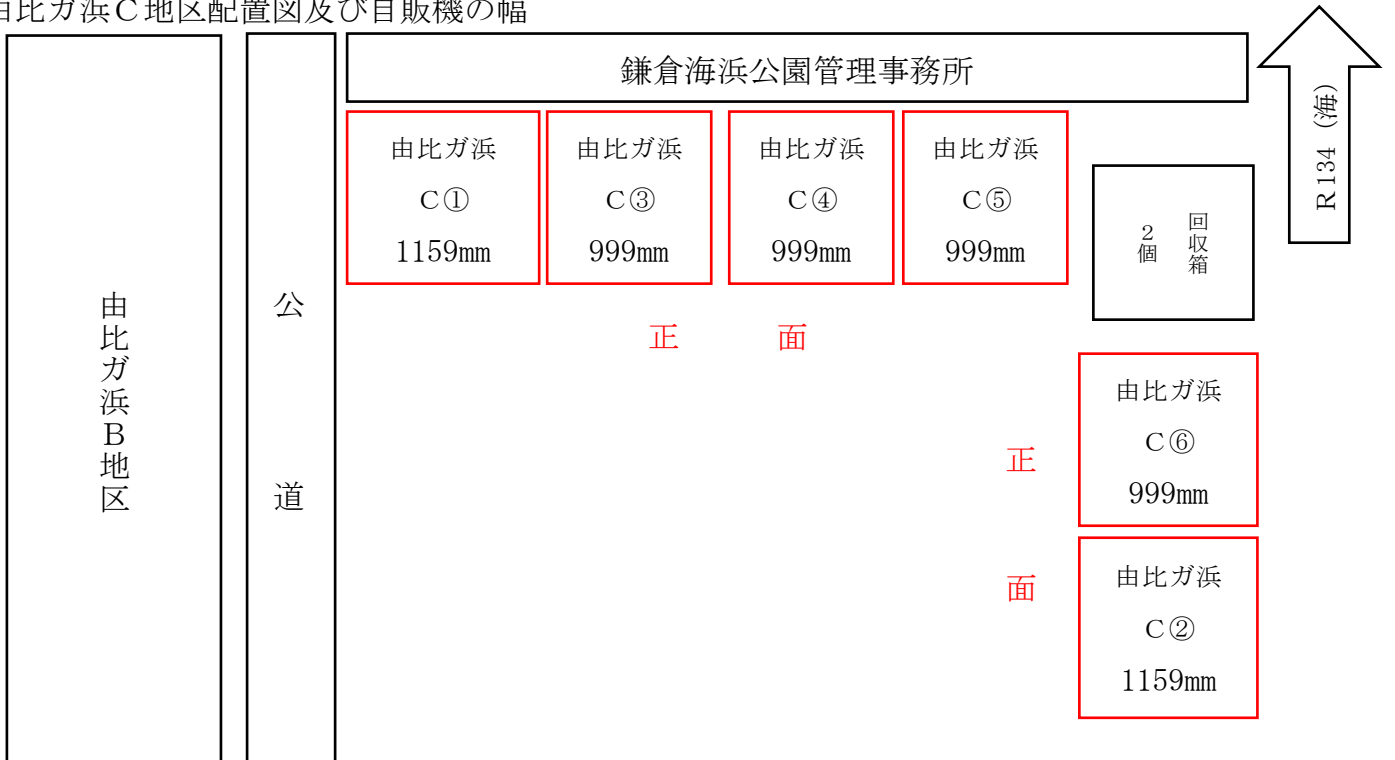 由比ガ浜C地区配置図及び自販機の幅
鎌倉海浜公園管理事務所
R134（海）
由比ガ浜B地区
公道
由比ガ浜
C①
1159mm
由比ガ浜
C③
999mm
由比ガ浜
C④
999mm
由比ガ浜
C⑤
999mm
回収箱
2個
正面
由比ガ浜
C⑥
999mm
正面
由比ガ浜
C②
1159mm